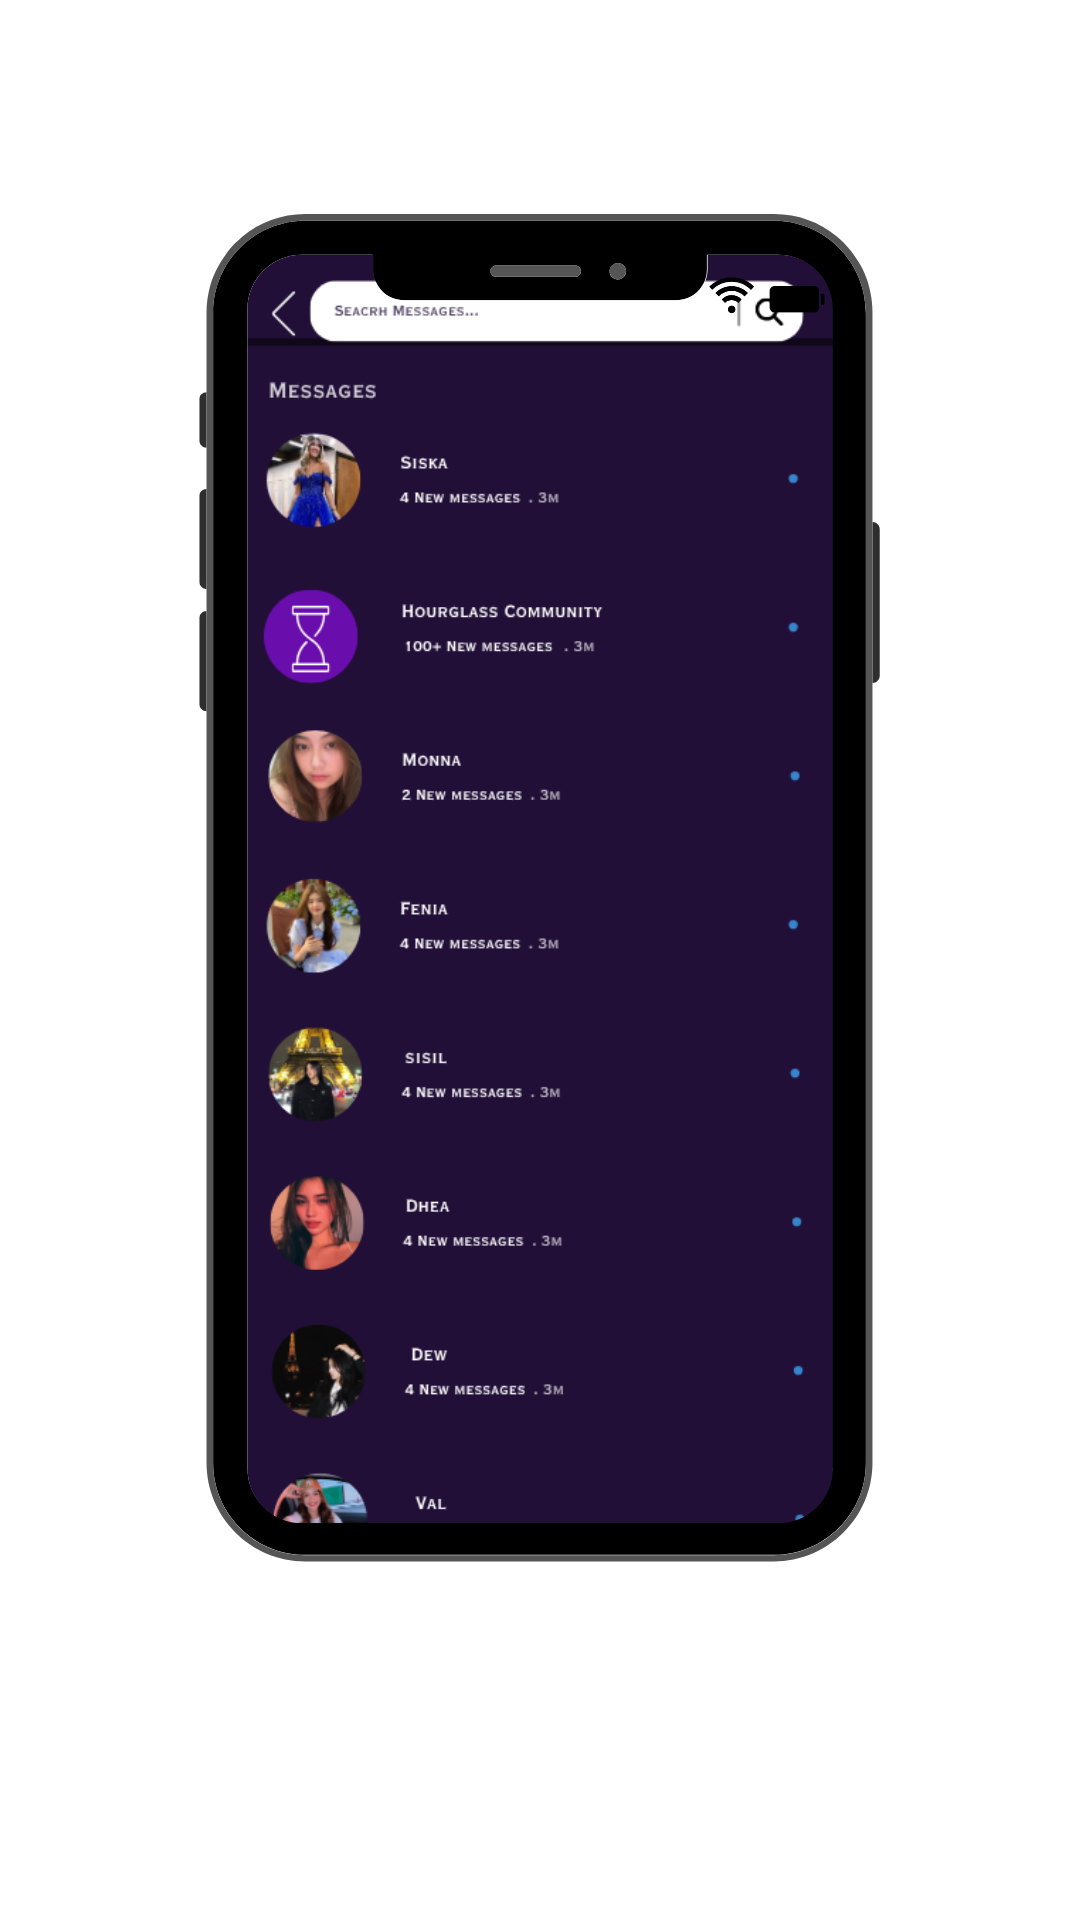 Seacrh Messages...
Messages
Siska
4 New messages . 3m
Hourglass Community
100+ New messages . 3m
Monna
2 New messages . 3m
Fenia
4 New messages . 3m
sisil
4 New messages . 3m
Dhea
4 New messages . 3m
Dew
4 New messages . 3m
Val